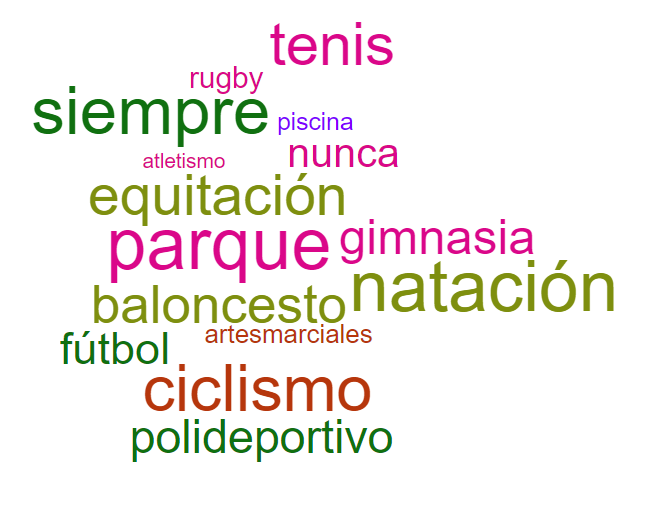 tenis
rugby
siempre
piscina
nunca
atletismo
equitación
parque
gimnasia
natación
baloncesto
artesmarciales
fútbol
ciclismo
polideportivo